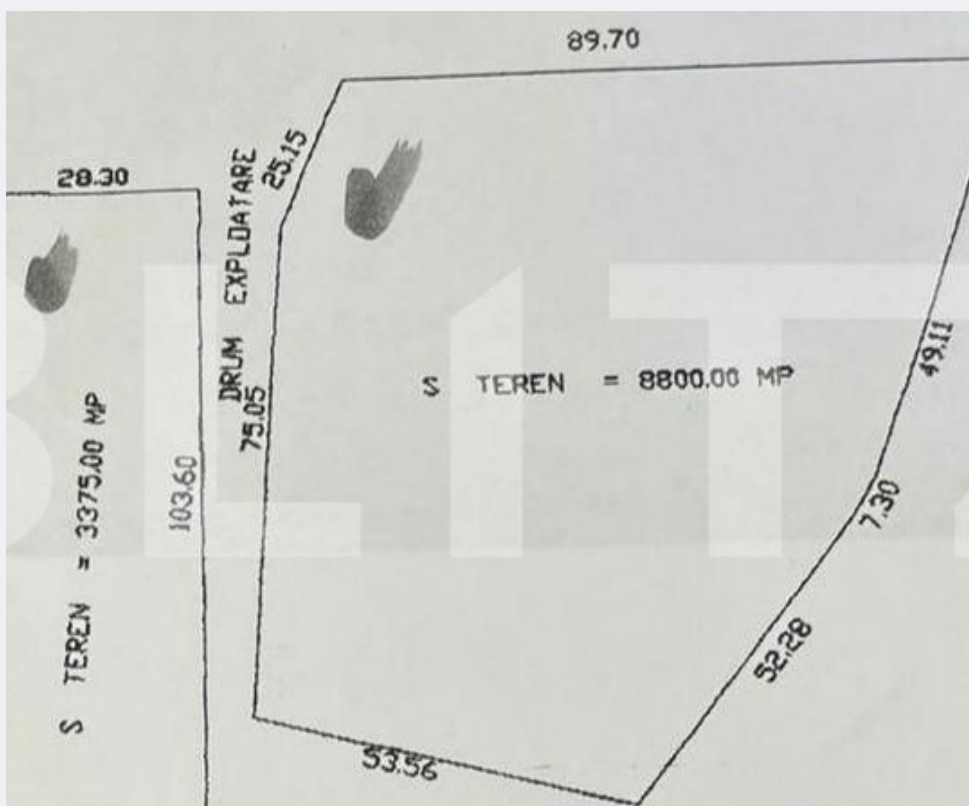 89.70
25.15
28.30
DRUM EXPLOATARE
75.05
103.60
S TEREN = 3375.00 MP
S TEREN = 8800.00 MP
49.11
7.30
52.28
53.56
BLITZ